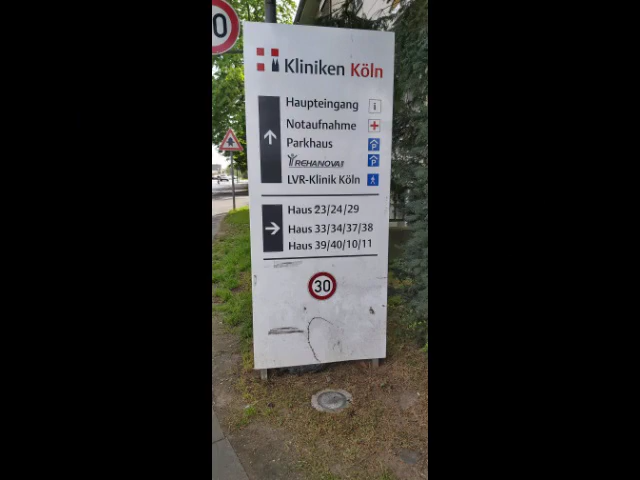 0
Kliniken Köln
Haupteingang i
Notaufnahme
Parkhaus P
REHANOVA P
LVR-Klinik Köln
Haus 23/24/29
Haus 33/34/37/38
Haus 39/40/10/11
30